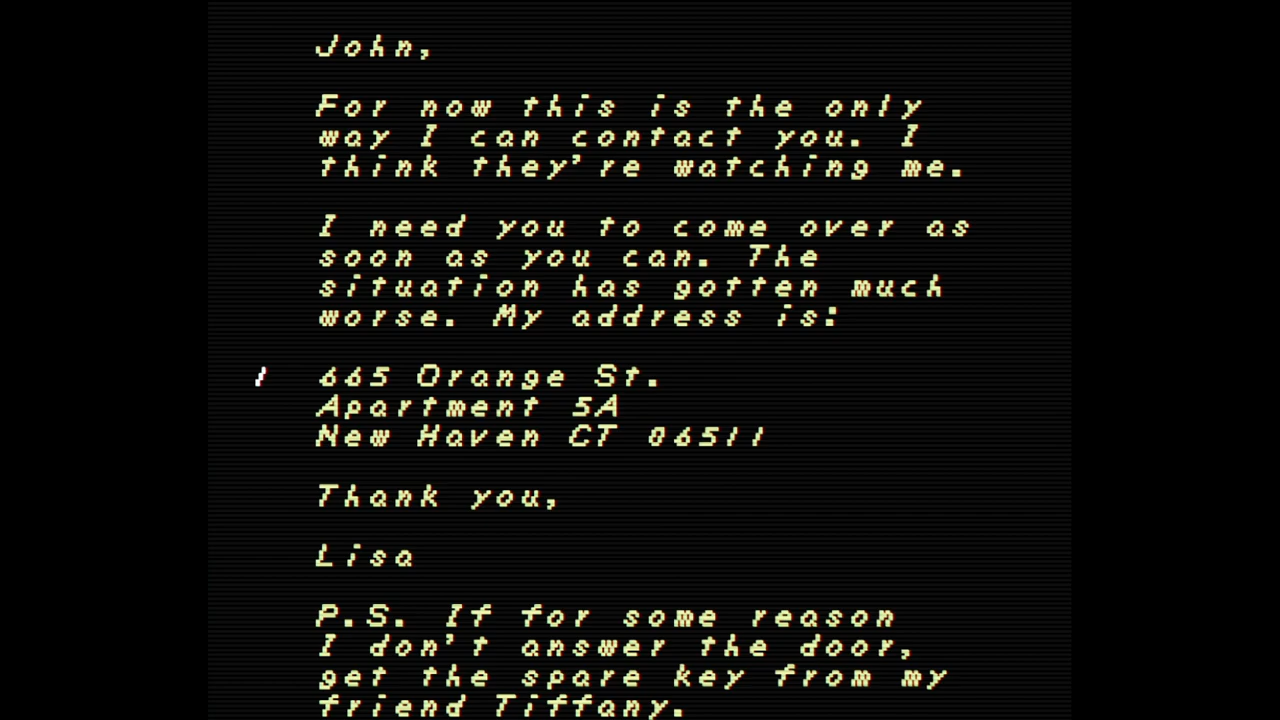 John,
For now this is the only
way I can contact you. I
think they're watching me.
I need you to come over as
soon as you can. The
situation has gotten much
worse. My address is:
665 Orange St.
Apartment 5A
New Haven CT 06511
Thank you,
Lisa
P.S. If for some reason
I don't answer the door,
get the spare key from my
friend Tiffany.